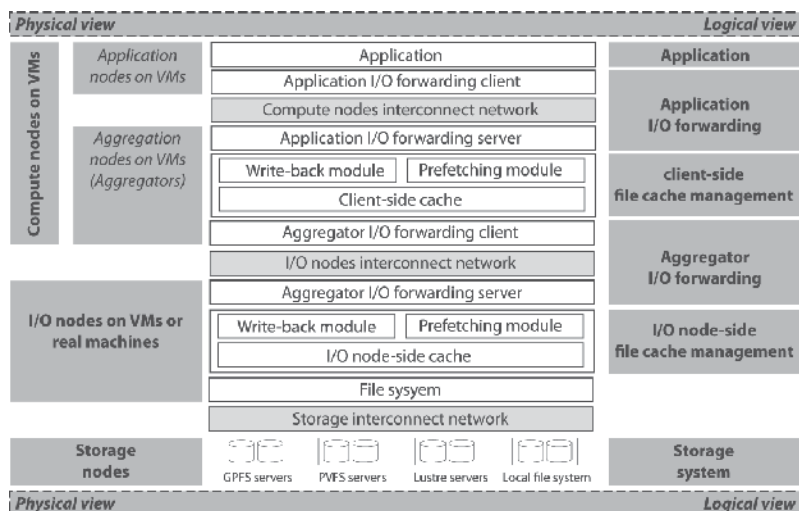 Physical view Logical view
Compute nodes on VMs
Application
nodes on VMs
Aggregation
nodes on VMs
(Aggregators)
I/O nodes on VMs or
real machines
Storage
nodes
Application
Application I/O forwarding client
Compute nodes interconnect network
Application I/O forwarding server
Write-back module Prefetching module
Client-side cache
Aggregator I/O forwarding client
I/O nodes interconnect network
Aggregator I/O forwarding server
Write-back module Prefetching module
I/O node-side cache
File sysyem
Storage interconnect network
GPFS servers PVFS servers Lustre servers Local file system
Application
Application
I/O forwarding
client-side
file cache management
Aggregator
I/O forwarding
I/O node-side
file cache management
Storage
system
Physical view Logical view